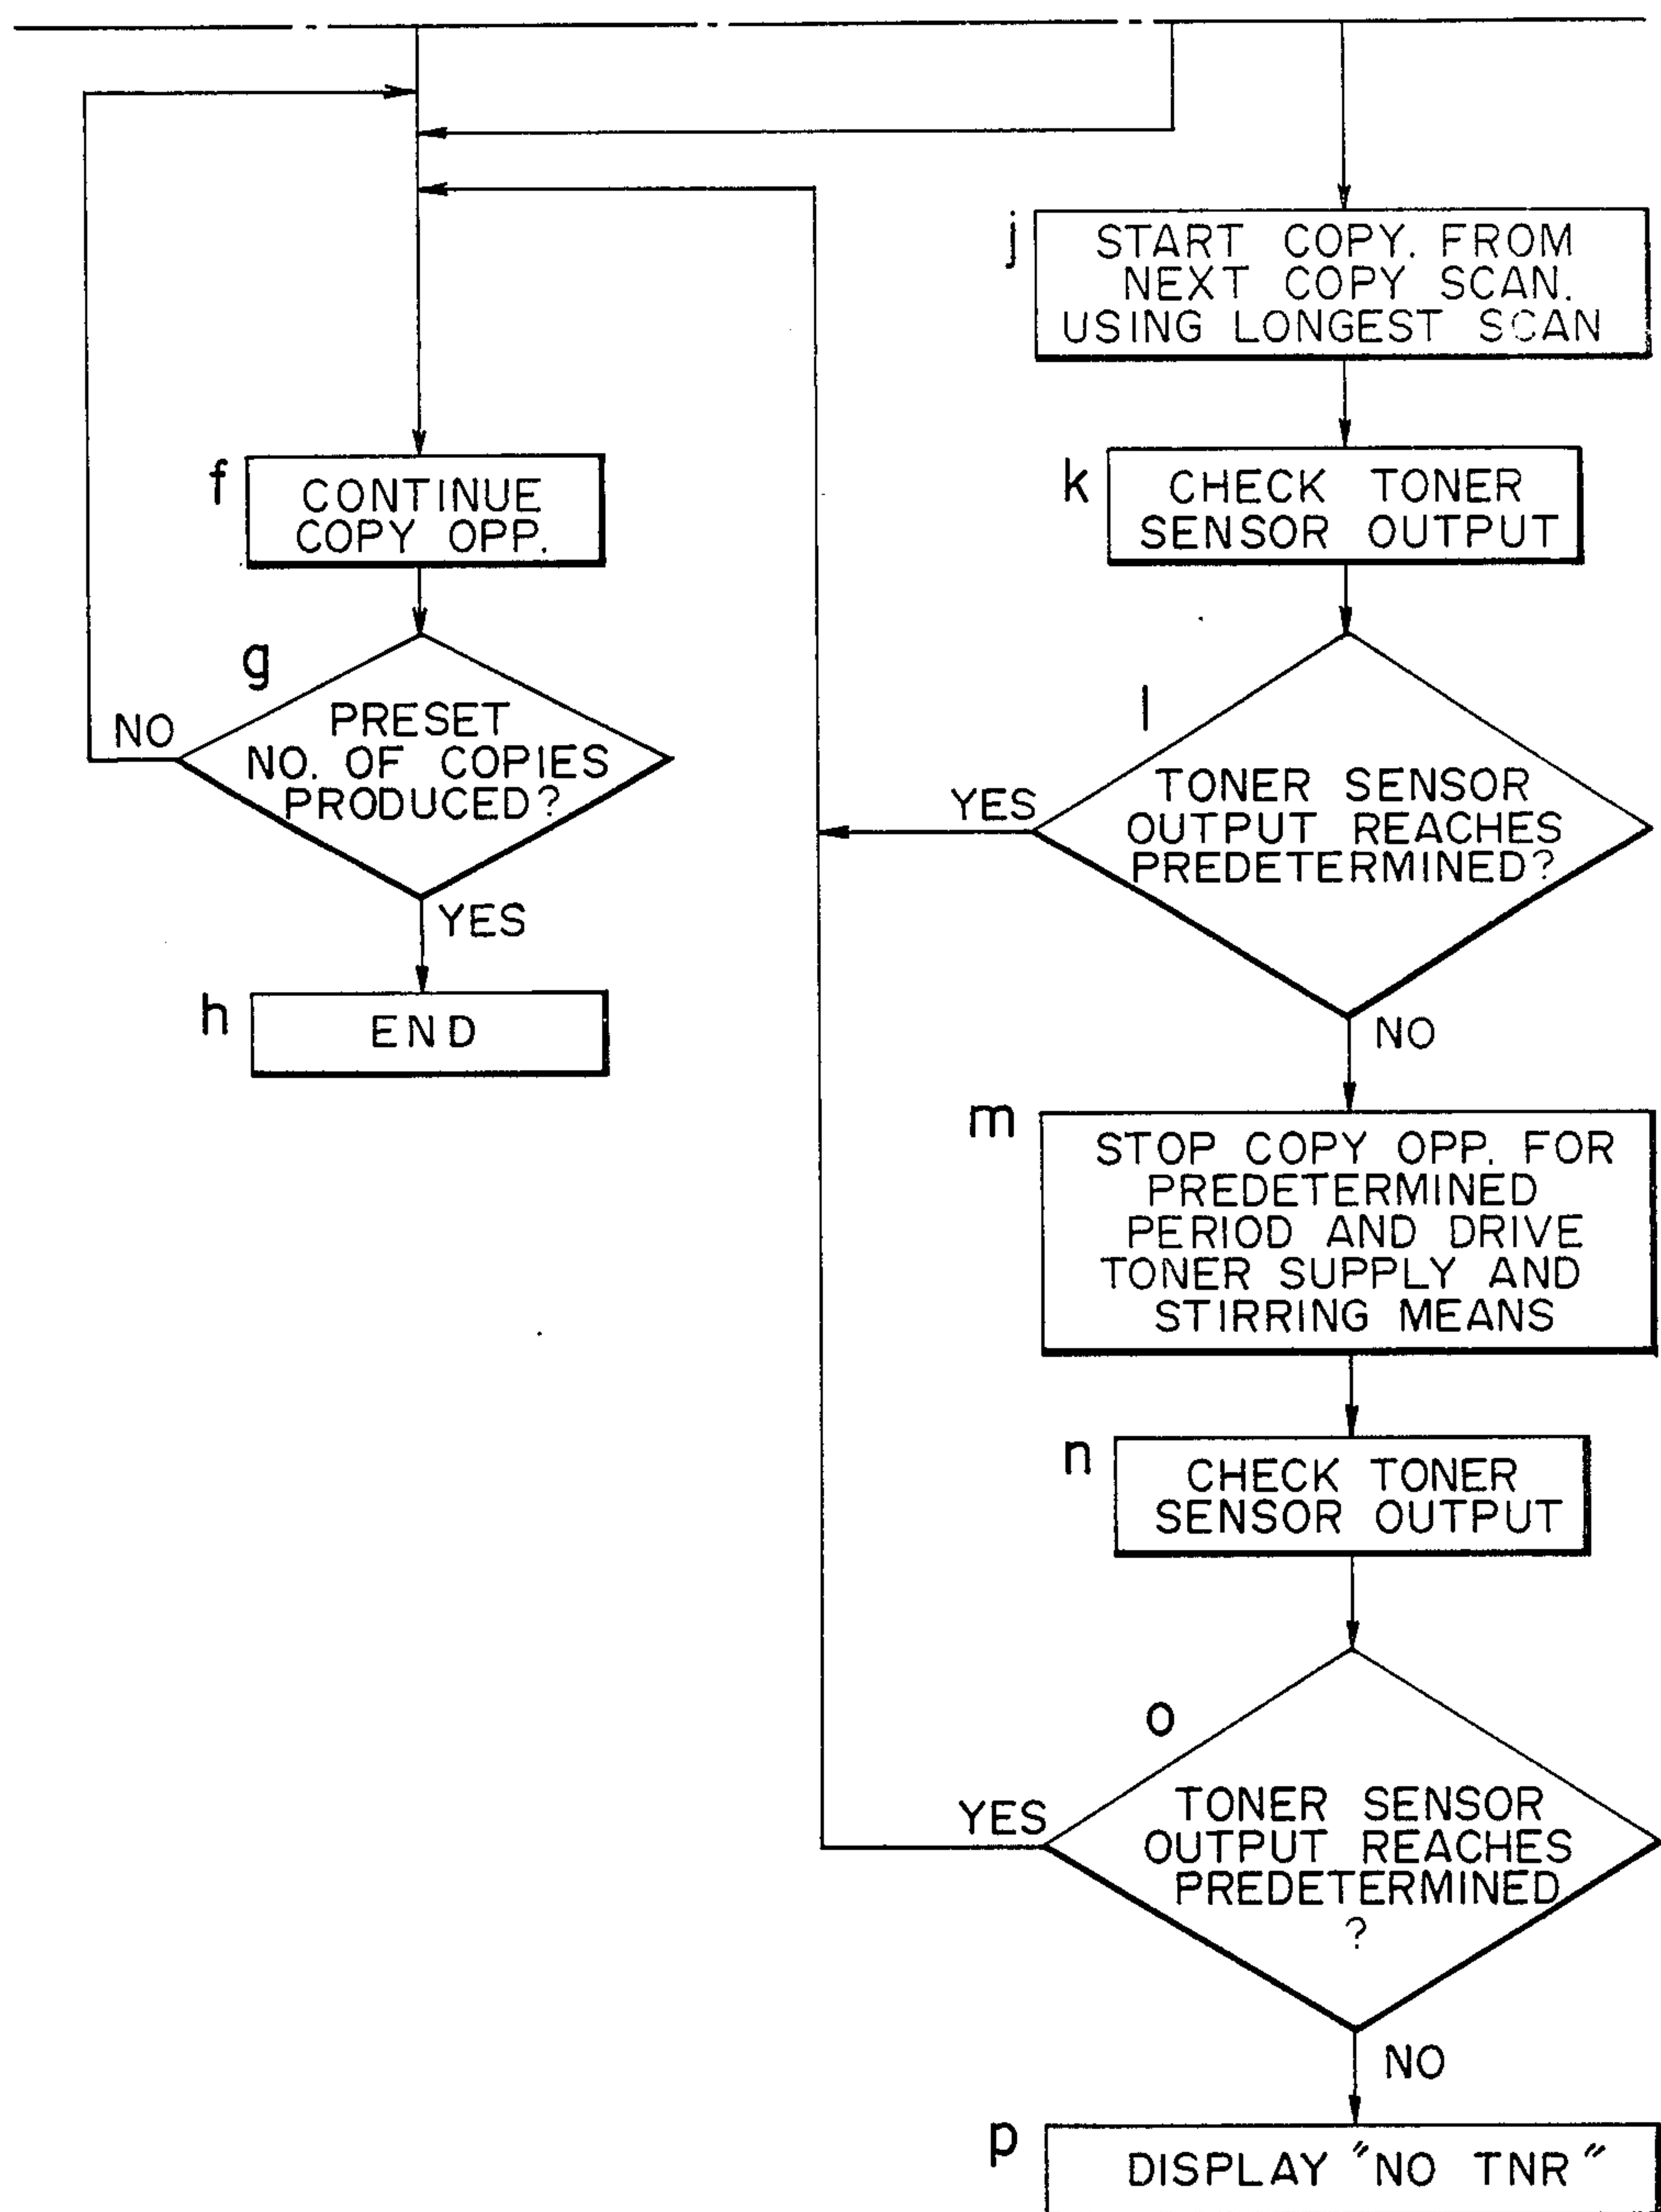 j
START COPY. FROM
NEXT COPY SCAN.
USING LONGEST SCAN
f
CONTINUE
COPY OPP.
k
CHECK TONER
SENSOR OUTPUT
g
NO
PRESET
NO. OF COPIES
PRODUCED?
YES
l
YES
TONER SENSOR
OUTPUT REACHES
PREDETERMINED?
NO
h
END
m
STOP COPY OPP. FOR
PREDETERMINED
PERIOD AND DRIVE
TONER SUPPLY AND
STIRRING MEANS
n
CHECK TONER
SENSOR OUTPUT
o
YES
TONER SENSOR
OUTPUT REACHES
PREDETERMINED
?
NO
p
DISPLAY "NO TNR"